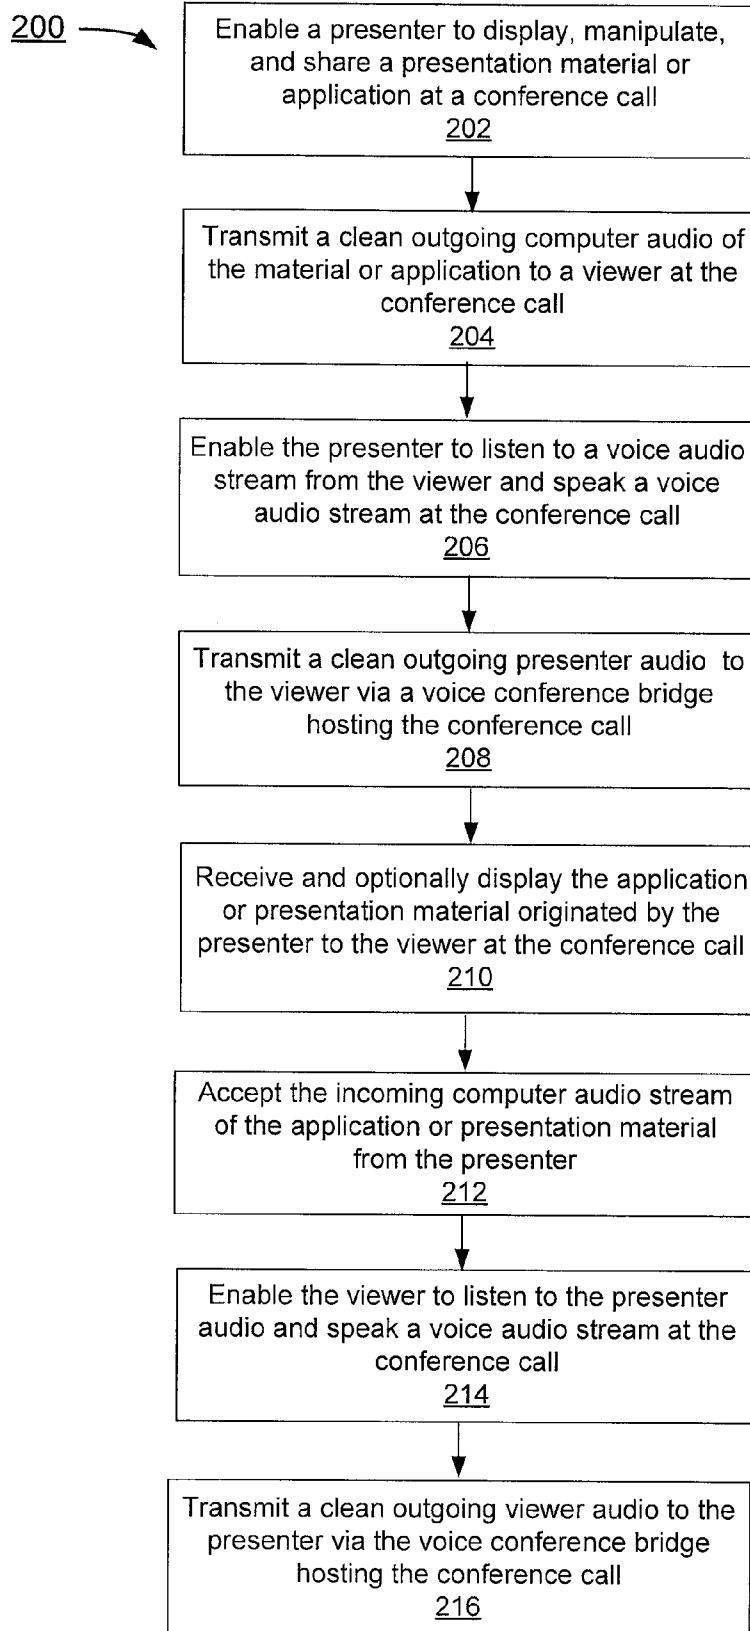 200
Enable a presenter to display, manipulate,
and share a presentation material or
application at a conference call
202
Transmit a clean outgoing computer audio of
the material or application to a viewer at the
conference call
204
Enable the presenter to listen to a voice audio
stream from the viewer and speak a voice
audio stream at the conference call
206
Transmit a clean outgoing presenter audio to
the viewer via a voice conference bridge
hosting the conference call
208
Receive and optionally display the application
or presentation material originated by the
presenter to the viewer at the conference call
210
Accept the incoming computer audio stream
of the application or presentation material
from the presenter
212
Enable the viewer to listen to the presenter
audio and speak a voice audio stream at the
conference call
214
Transmit a clean outgoing viewer audio to the
presenter via the voice conference bridge
hosting the conference call
216